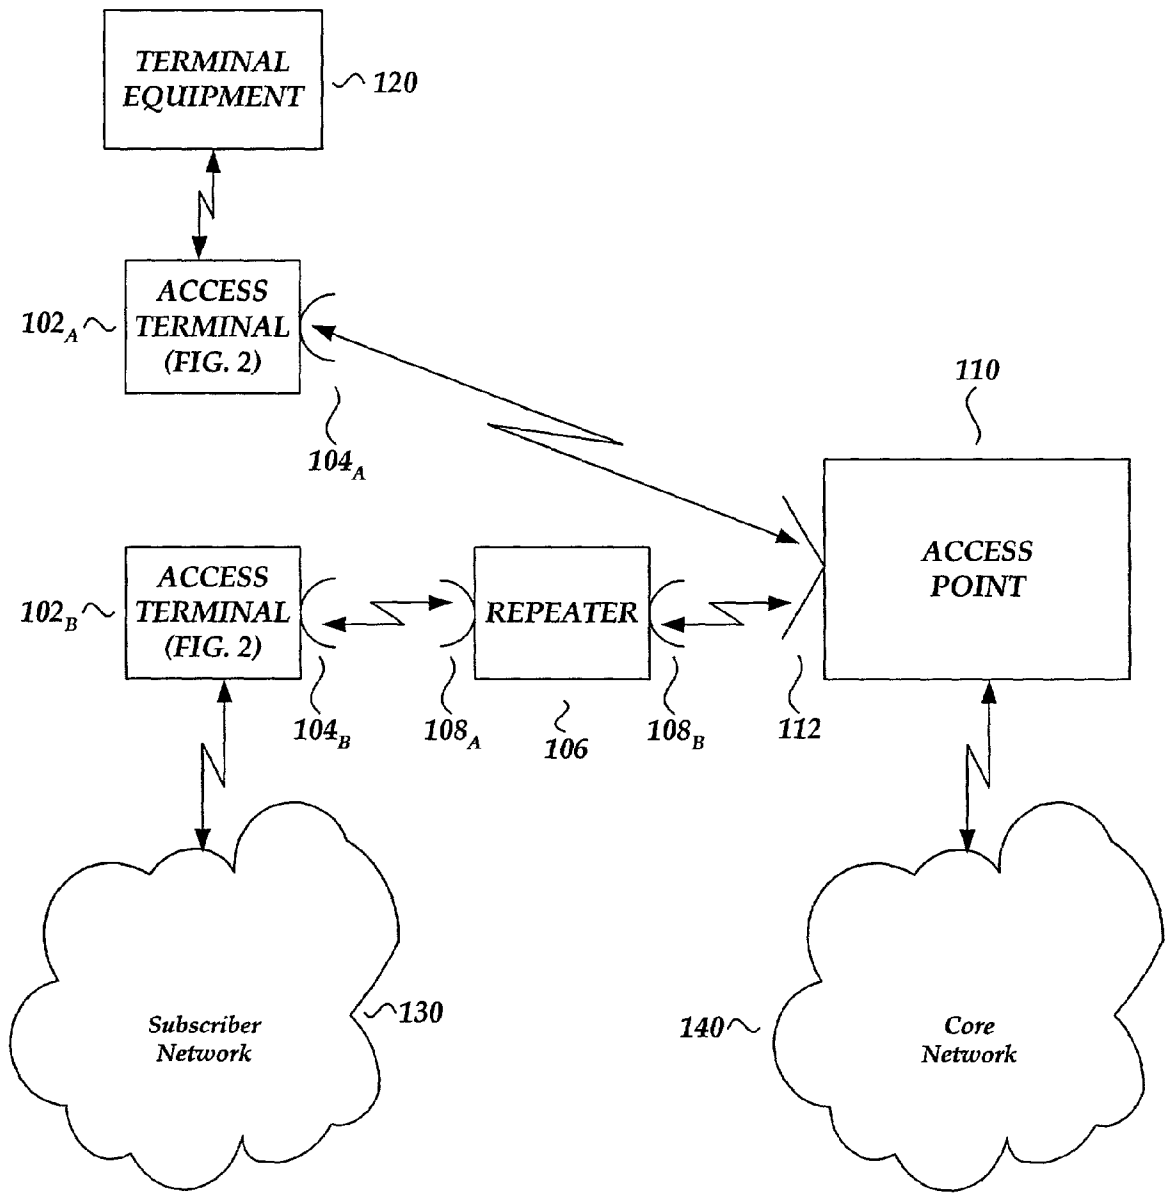 TERMINAL
EQUIPMENT
120
ACCESS
TERMINAL
(FIG. 2)
102A
104A
110
ACCESS
POINT
ACCESS
TERMINAL
(FIG. 2)
102B
REPEATER
104B
108A
106
108B
112
Subscriber
Network
130
140
Core
Network